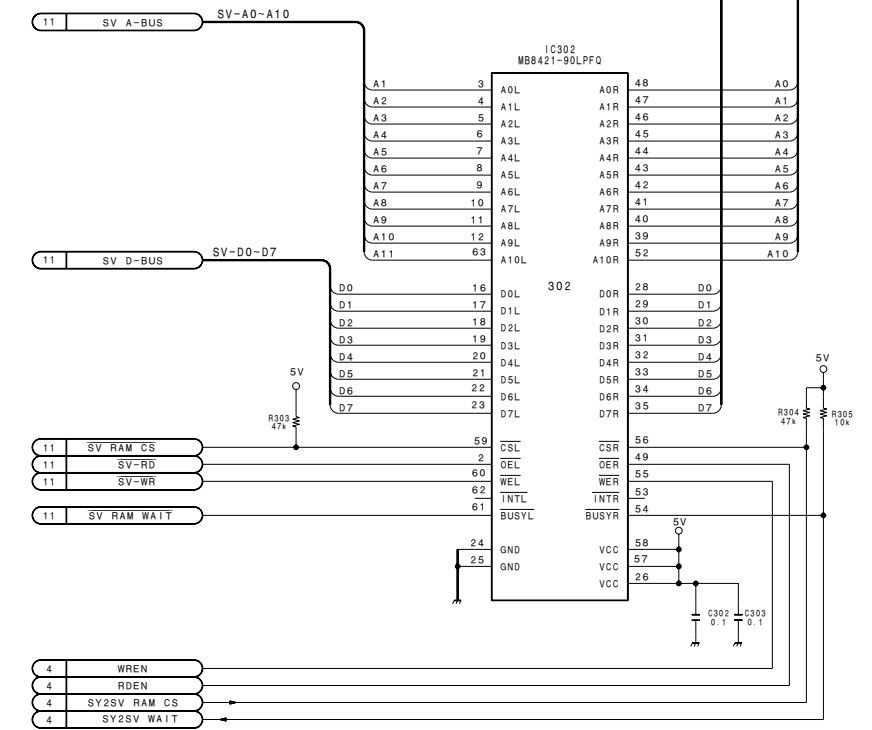 11 SV A-BUS SV-A0~A10
IC302
MB8421-90LPFQ
A1 3 A0L A0R 48 A0
A2 4 A1L A1R 47 A1
A3 5 A2L A2R 46 A2
A4 6 A3L A3R 45 A3
A5 7 A4L A4R 44 A4
A6 8 A5L A5R 43 A5
A7 9 A6L A6R 42 A6
A8 10 A7L A7R 41 A7
A9 11 A8L A8R 40 A8
A10 12 A9L A9R 39 A9
A11 63 A10L A10R 52 A10
11 SV D-BUS SV-D0~D7
302
D0 16 D0L D0R 28 D0
D1 17 D1L D1R 29 D1
D2 18 D2L D2R 30 D2
D3 19 D3L D3R 31 D3
D4 20 D4L D4R 32 D4
D5 21 D5L D5R 33 D5
D6 22 D6L D6R 34 D6
D7 23 D7L D7R 35 D7
5V
R303
47k
5V
R304
47k
R305
10k
11 SV RAM CS 59 CSL CSR 56
11 SV-RD 2 OEL OER 49
11 SV-WR 60 WEL WER 55
62 INTL INTR 53
11 SV RAM WAIT 61 BUSYL BUSYR 54
5V
24 GND VCC 58
25 GND VCC 57
VCC 26
C302
0.1
C303
0.1
4 WREN
4 RDEN
4 SY2SV RAM CS
4 SY2SV WAIT